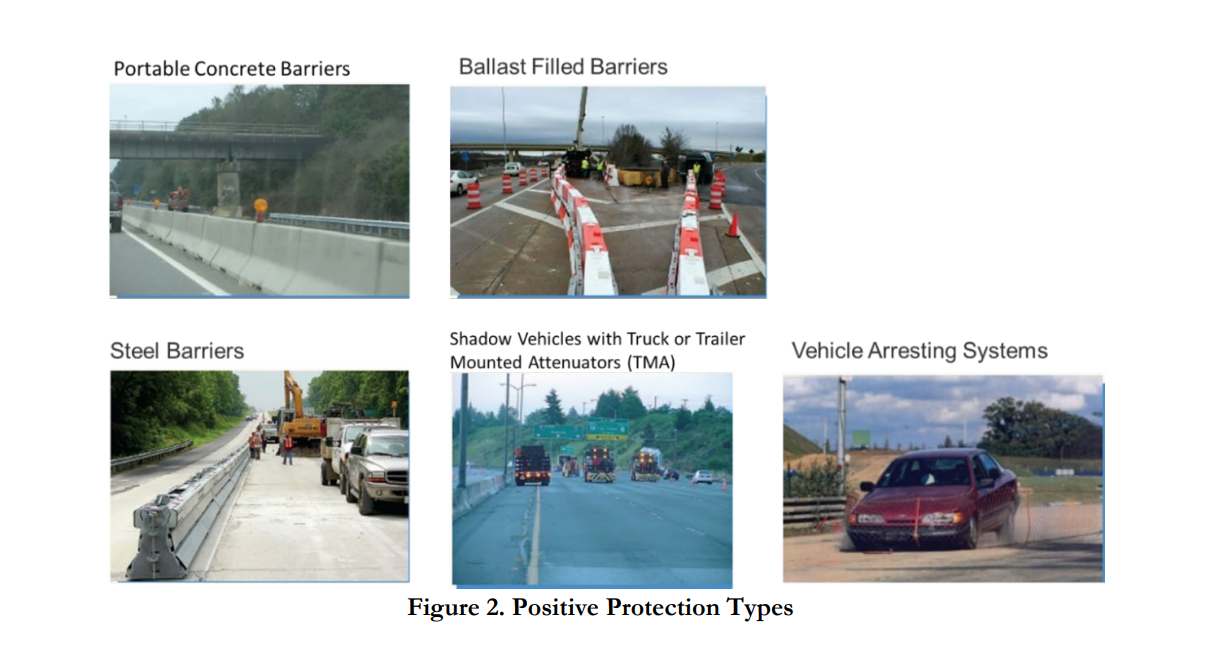 Portable Concrete Barriers
Ballast Filled Barriers
Steel Barriers
Shadow Vehicles with Truck or Trailer
Mounted Attenuators (TMA)
Vehicle Arresting Systems
Figure 2. Positive Protection Types